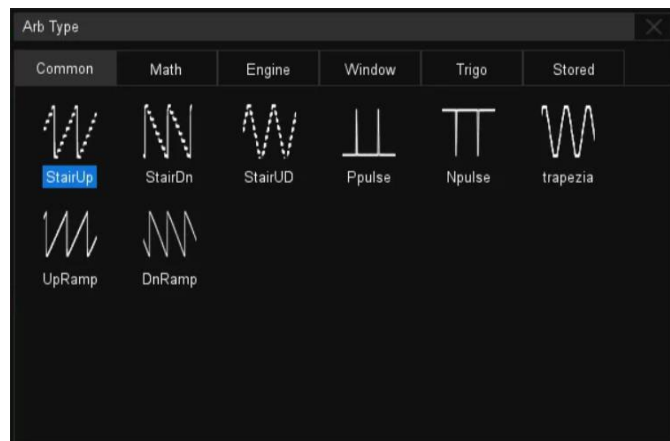 Arb Type
Common Math Engine Window Trigo Stored
StairUp StairDn StairUD Ppulse Npulse trapezia
UpRamp DnRamp